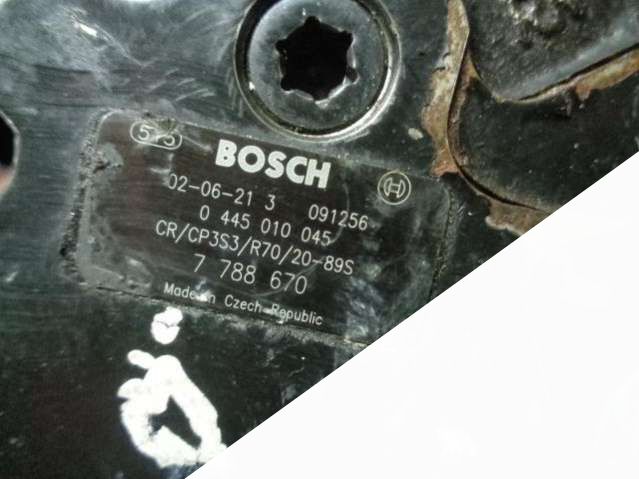 575
BOSCH
02-06-21 3 091256
0 445 010 045
CR/CP3S3/R70/20-89S
7 788 670
Made in Czech Republic